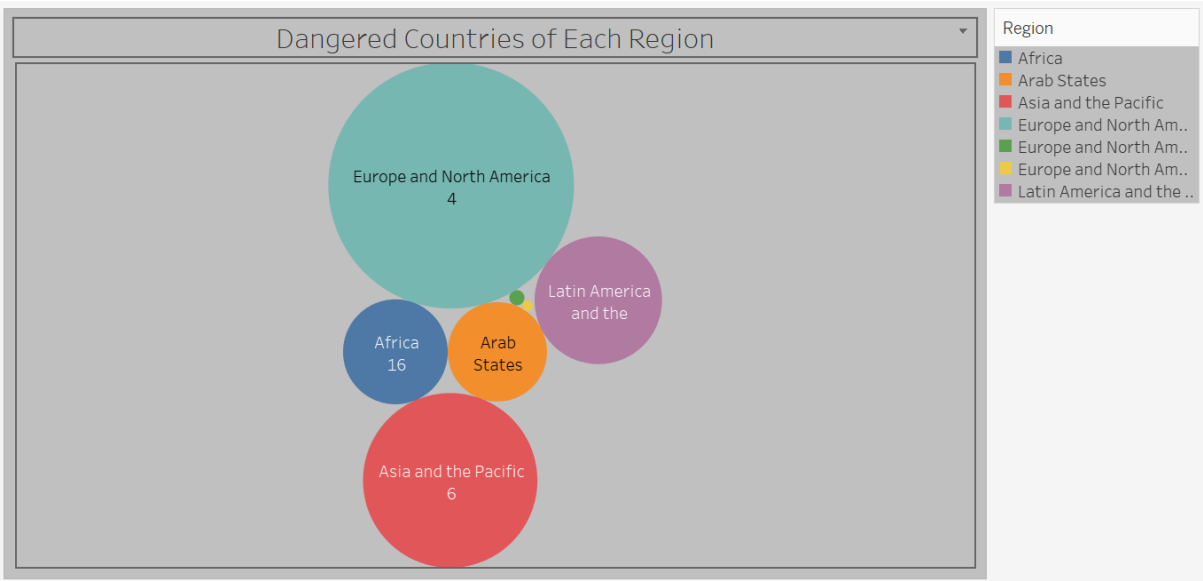 Dangered Countries of Each Region
Region
Africa
Arab States
Asia and the Pacific
Europe and North Am..
Europe and North Am..
Europe and North Am..
Latin America and the ..
Europe and North America
4
Latin America
and the
Africa
16
Arab
States
Asia and the Pacific
6